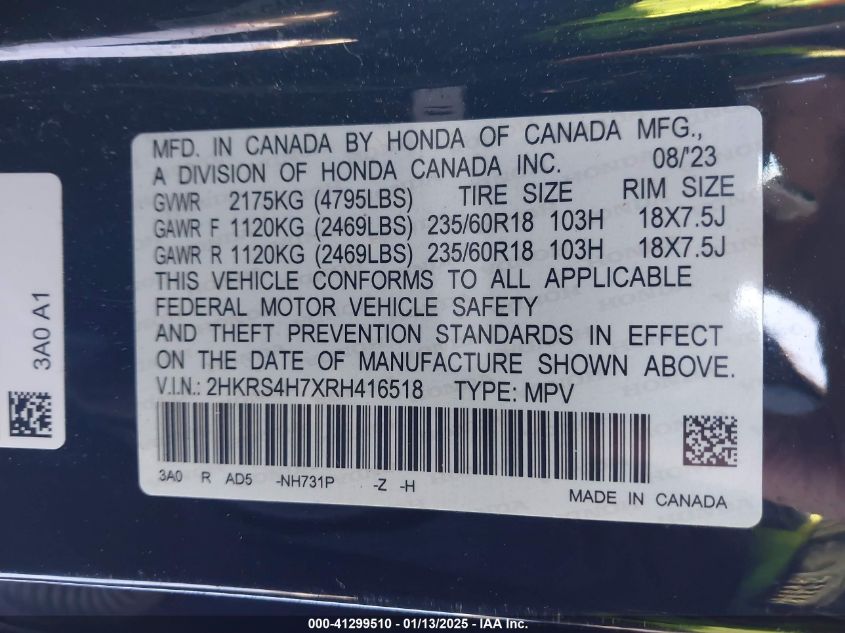 MFD. IN CANADA BY HONDA OF CANADA MFG.,
A DIVISION OF HONDA CANADA INC. 08/'23
GVWR 2175KG (4795LBS) TIRE SIZE RIM SIZE
GAWR F 1120KG (2469LBS) 235/60R18 103H 18X7.5J
GAWR R 1120KG (2469LBS) 235/60R18 103H 18X7.5J
THIS VEHICLE CONFORMS TO ALL APPLICABLE
FEDERAL MOTOR VEHICLE SAFETY
AND THEFT PREVENTION STANDARDS IN EFFECT
ON THE DATE OF MANUFACTURE SHOWN ABOVE.
V.I.N.: 2HKRS4H7XRH416518 TYPE: MPV
3A0 R AD5 -NH731P -Z -H
MADE IN CANADA
3A0 A1
000-41299510 - 01/13/2025 - IAA Inc.